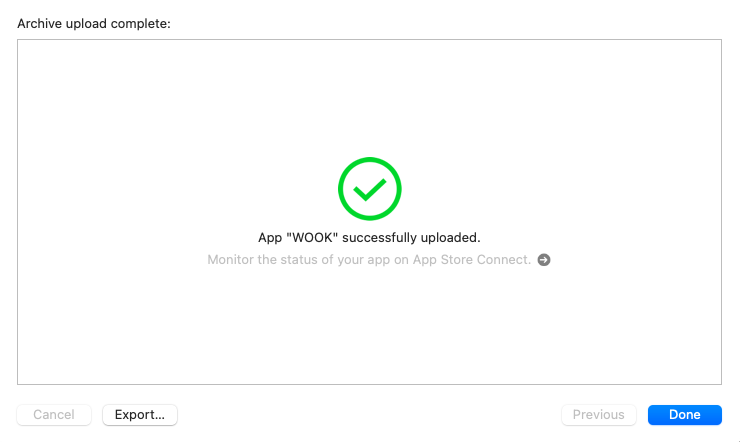 Archive upload complete:
App "WOOK" successfully uploaded.
Monitor the status of your app on App Store Connect.
Cancel
Export...
Previous
Done